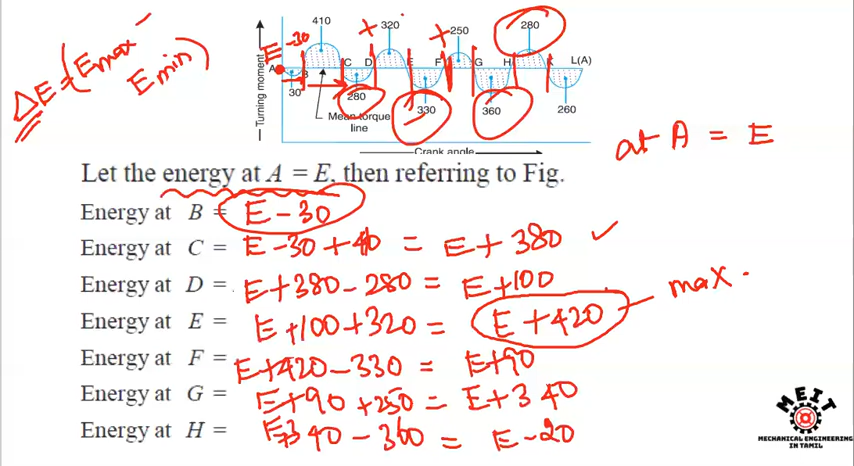 ΔE = (Emax - Emin)
E -30
410
+ 320
+ 250
280
A B C D E F G H K L(A)
30
280
330
360
260
Turning moment
Mean torque
line
Crank angle
at A = E
Let the energy at A = E, then referring to Fig.
Energy at B = E - 30
Energy at C = E - 30 + 410 = E + 380 ✓
Energy at D = E + 380 - 280 = E + 100
Energy at E = E + 100 + 320 = E + 420 max.
Energy at F = E + 420 - 330 = E + 90
Energy at G = E + 90 + 250 = E + 340
Energy at H = E + 340 - 360 = E - 20
MEIT
MECHANICAL ENGINEERING
IN TAMIL